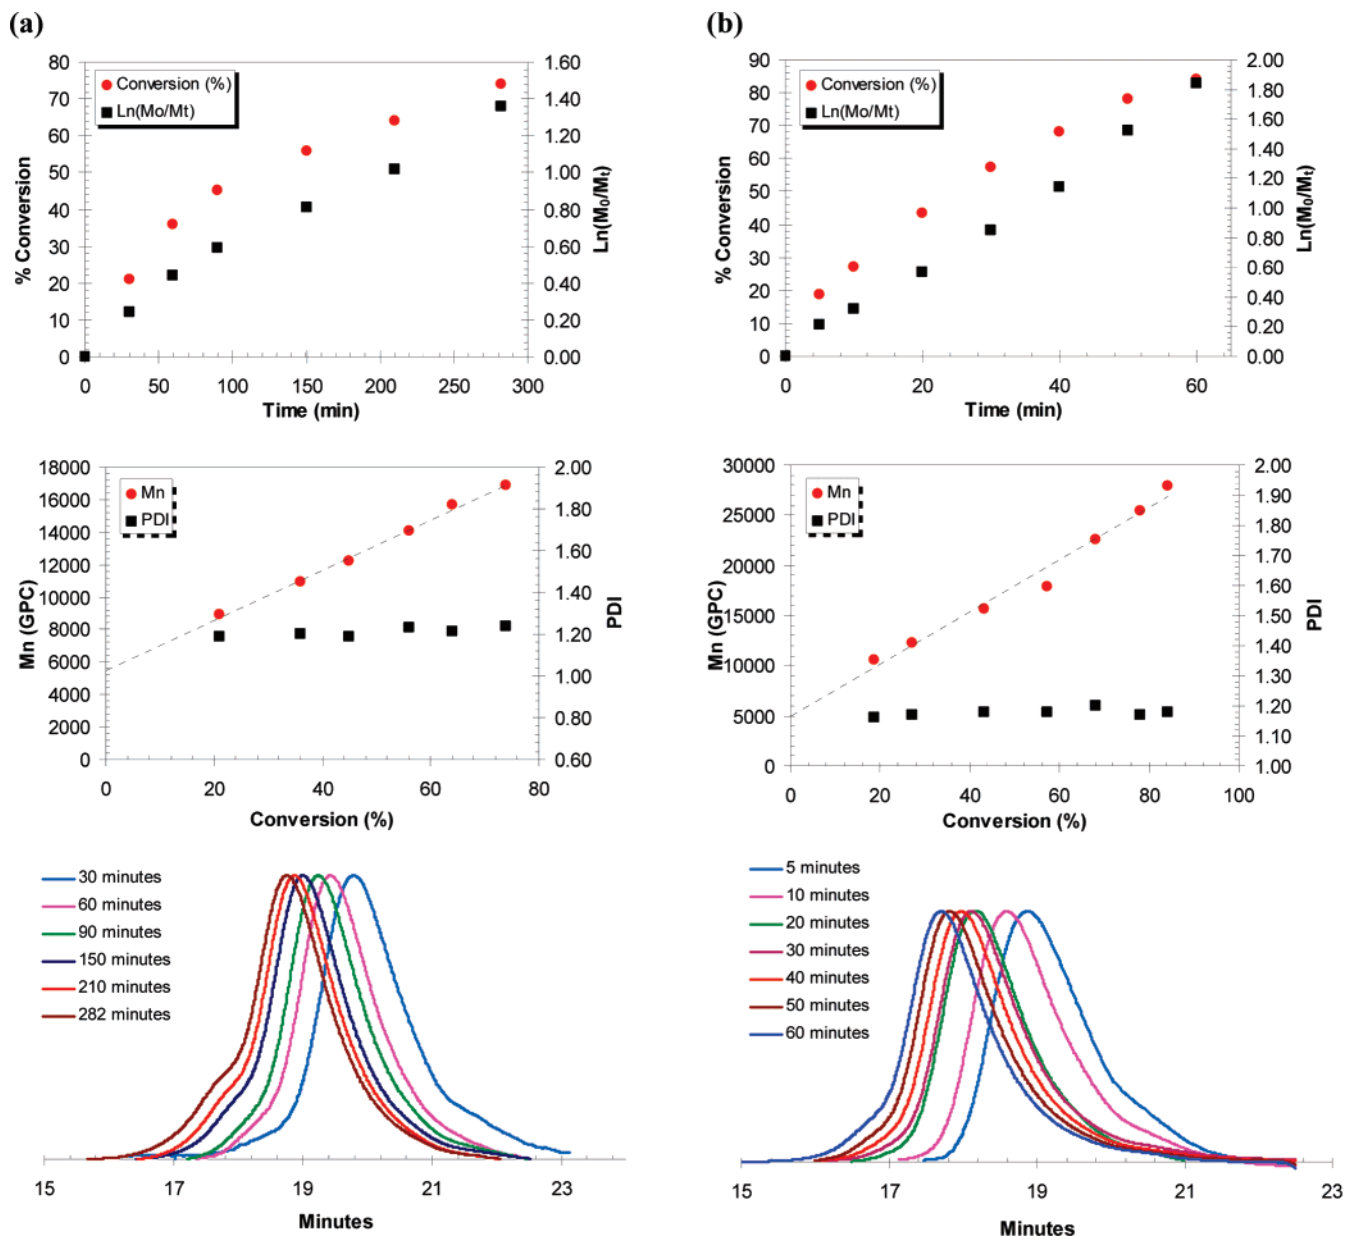 (a)
80
70
60
50
40
30
20
10
0
% Conversion
Conversion (%)
Ln(Mo/Mt)
1.60
1.40
1.20
1.00
0.80
0.60
0.40
0.20
0.00
Ln(M₀/Mₜ)
0 50 100 150 200 250 300
Time (min)
(b)
90
80
70
60
50
40
30
20
10
0
% Conversion
Conversion (%)
Ln(Mo/Mt)
2.00
1.80
1.60
1.40
1.20
1.00
0.80
0.60
0.40
0.20
0.00
Ln(M₀/Mₜ)
0 20 40 60
Time (min)
18000
16000
14000
12000
10000
8000
6000
4000
2000
0
Mn (GPC)
Mn
PDI
2.00
1.80
1.60
1.40
1.20
1.00
0.80
0.60
PDI
0 20 40 60 80
Conversion (%)
30000
25000
20000
15000
10000
5000
0
Mn (GPC)
Mn
PDI
2.00
1.90
1.80
1.70
1.60
1.50
1.40
1.30
1.20
1.10
1.00
PDI
0 20 40 60 80 100
Conversion (%)
30 minutes
60 minutes
90 minutes
150 minutes
210 minutes
282 minutes
15 17 19 21 23
Minutes
5 minutes
10 minutes
20 minutes
30 minutes
40 minutes
50 minutes
60 minutes
15 17 19 21 23
Minutes